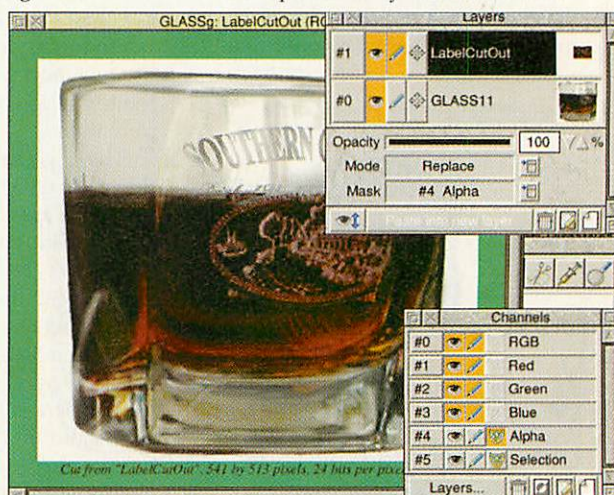 GLASSg: LabelCutOut (RG
Layers
#1 LabelCutOut
#0 GLASS11
Opacity 100 %
Mode Replace
Mask #4 Alpha
Paste into new layer
SOUTHERN C
Channels
#0 RGB
#1 Red
#2 Green
#3 Blue
#4 Alpha
#5 Selection
Layers...
Cut from "LabelCutOut", 541 by 513 pixels, 24 bits per pixel